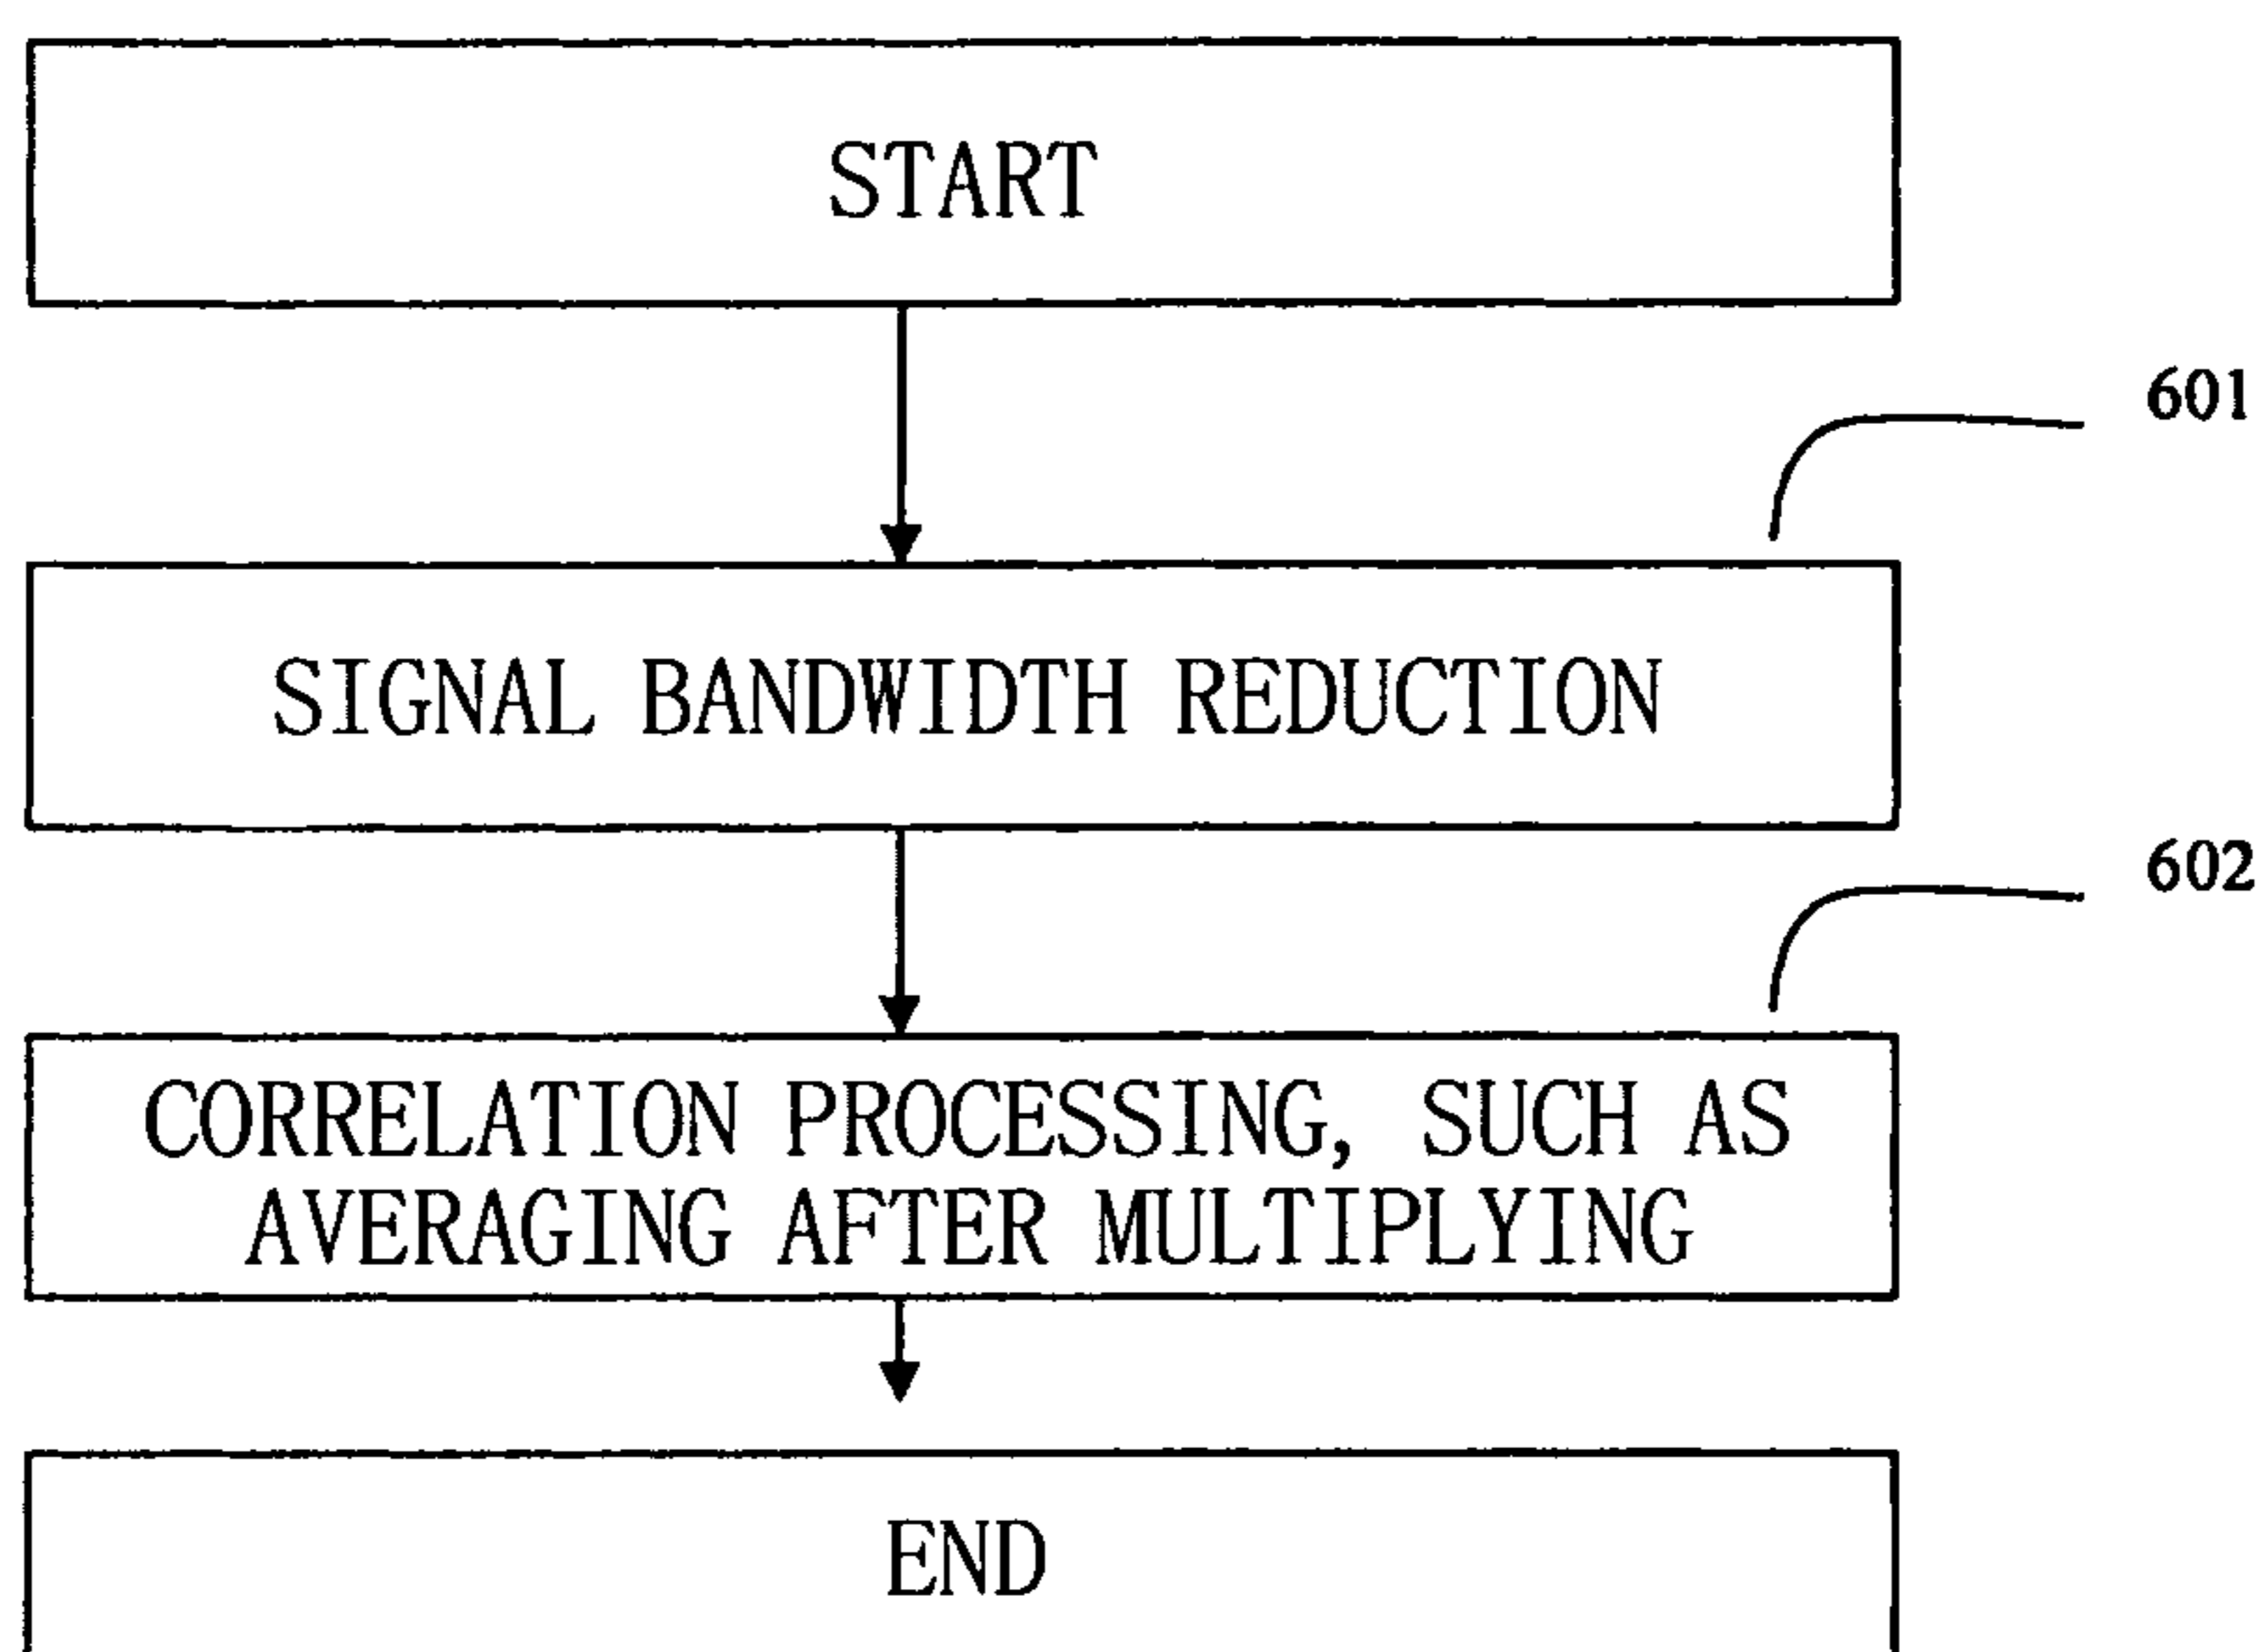 START
601
SIGNAL BANDWIDTH REDUCTION
602
CORRELATION PROCESSING, SUCH AS
AVERAGING AFTER MULTIPLYING
END